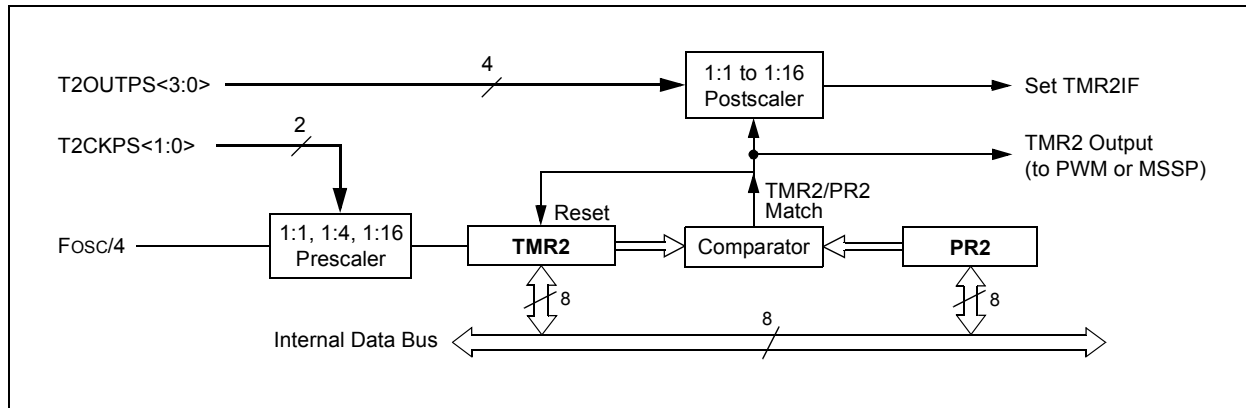 T2OUTPS<3:0>
4
1:1 to 1:16
Postscaler
Set TMR2IF
T2CKPS<1:0>
2
TMR2 Output
(to PWM or MSSP)
TMR2/PR2
Match
Reset
FOSC/4
1:1, 1:4, 1:16
Prescaler
TMR2
Comparator
PR2
8
8
Internal Data Bus
8